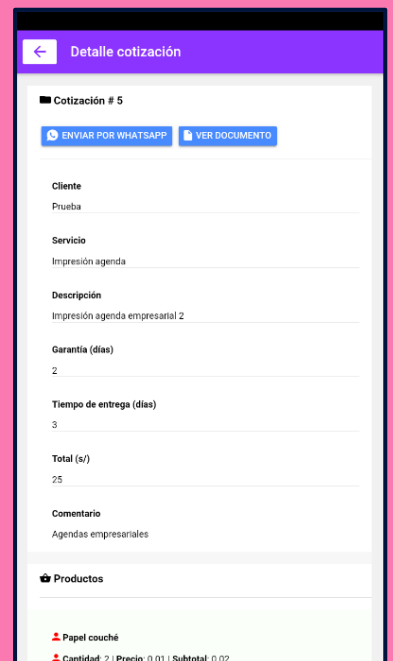 Detalle cotización
Cotización # 5
ENVIAR POR WHATSAPP VER DOCUMENTO
Cliente
Prueba
Servicio
Impresión agenda
Descripción
Impresión agenda empresarial 2
Garantía (días)
2
Tiempo de entrega (días)
3
Total (s/)
25
Comentario
Agendas empresariales
Productos
Papel couché
Cantidad: 2 | Precio: 0.01 | Subtotal: 0.02